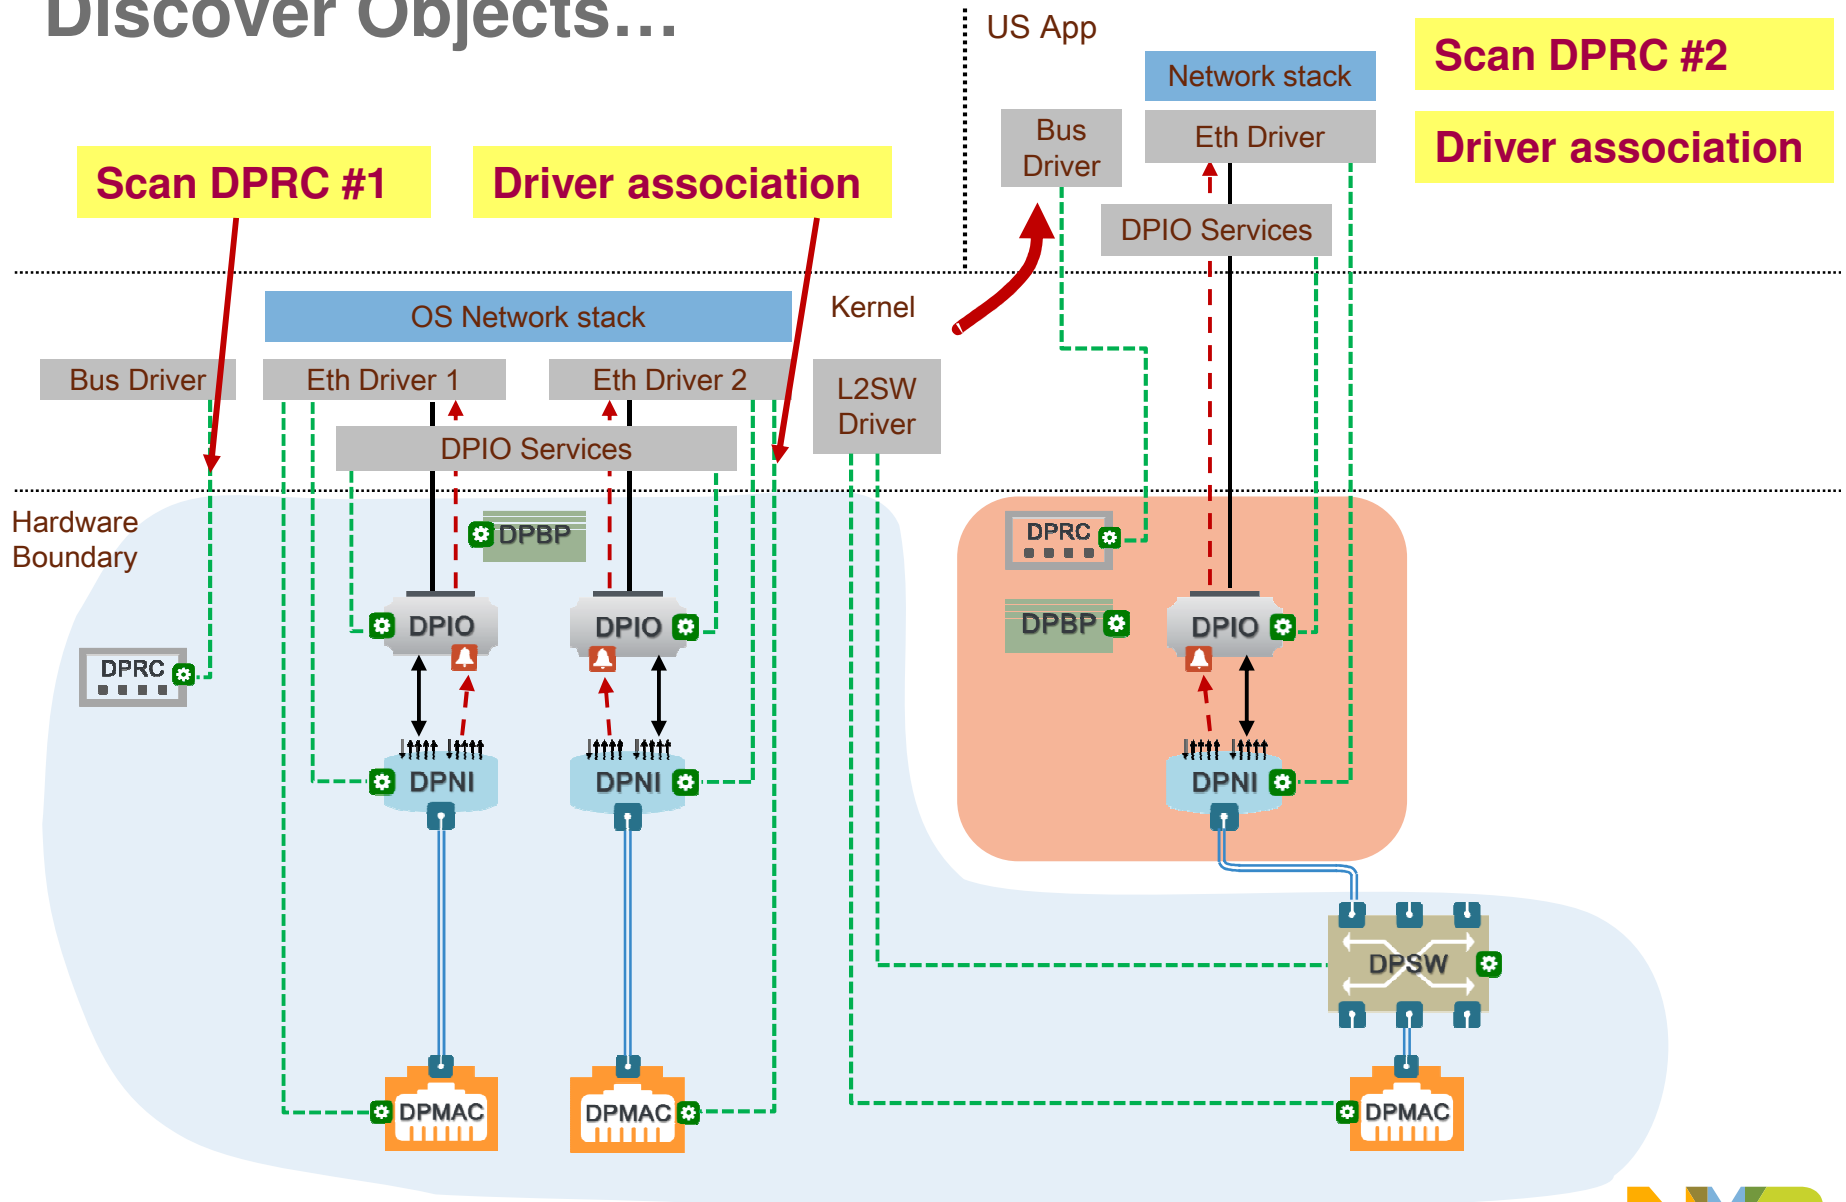 Discover Objects...
US App
Scan DPRC #2
Network stack
Bus
Driver
Eth Driver
Driver association
Scan DPRC #1
Driver association
DPIO Services
OS Network stack
Kernel
Bus Driver
Eth Driver 1
Eth Driver 2
L2SW
Driver
DPIO Services
Hardware
Boundary
DPBP
DPRC
DPIO
DPIO
DPBP
DPIO
DPRC
DPNI
DPNI
DPNI
DPSW
DPMAC
DPMAC
DPMAC